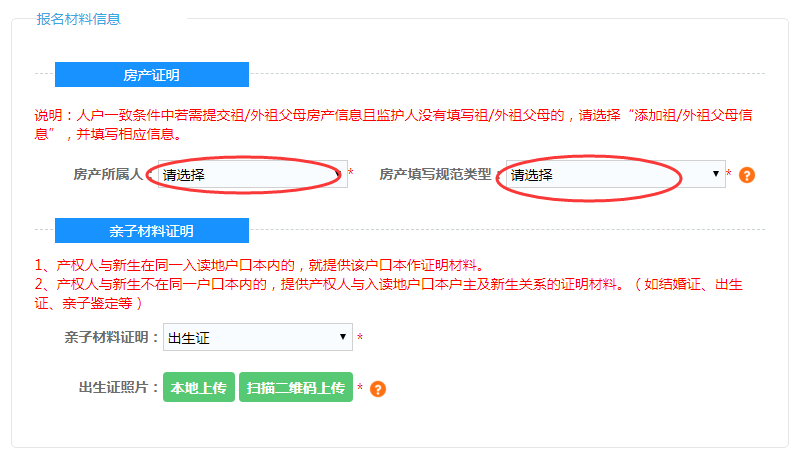 报名材料信息
房产证明
说明：人户一致条件中若需提交祖/外祖父母房产信息且监护人没有填写祖/外祖父母的，请选择“添加祖/外祖父母信
息”，并填写相应信息。
房产所属人： 请选择 * 房产填写规范类型： 请选择 * ?
亲子材料证明
1、产权人与新生在同一入读地户口本内的，就提供该户口本作证明材料。
2、产权人与新生不在同一户口本内的，提供产权人与入读地户口本户主及新生关系的证明材料。（如结婚证、出生
证、亲子鉴定等）
亲子材料证明： 出生证 *
出生证照片： 本地上传 扫描二维码上传 * ?